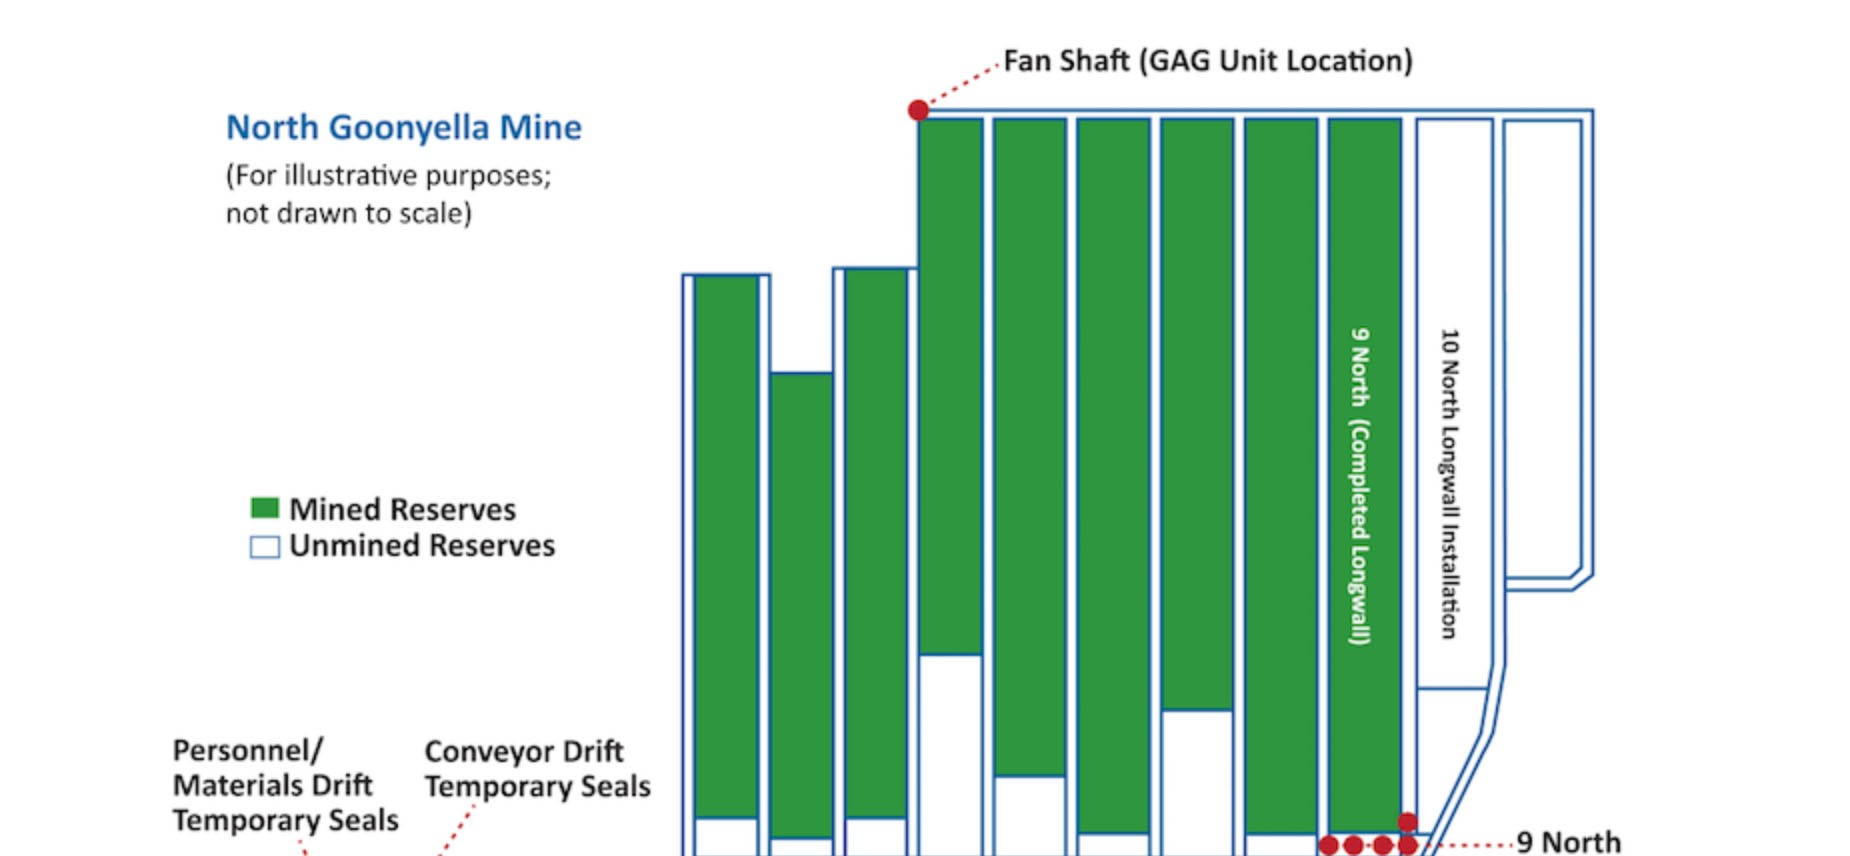 Fan Shaft (GAG Unit Location)
North Goonyella Mine
(For illustrative purposes;
not drawn to scale)
9 North (Completed Longwall)
10 North Longwall Installation
Mined Reserves
Unmined Reserves
Personnel/
Materials Drift
Temporary Seals
Conveyor Drift
Temporary Seals
9 North